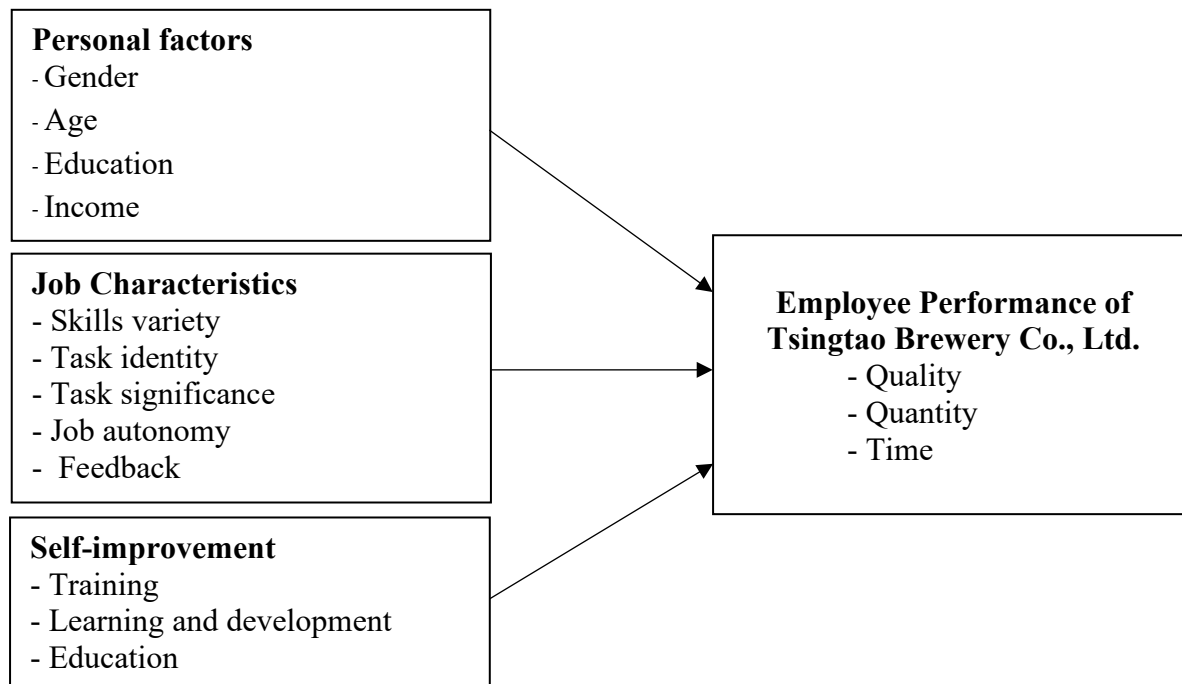 Personal factors
- Gender
- Age
- Education
- Income
Job Characteristics
- Skills variety
- Task identity
- Task significance
- Job autonomy
- Feedback
Self-improvement
- Training
- Learning and development
- Education
Employee Performance of
Tsingtao Brewery Co., Ltd.
- Quality
- Quantity
- Time